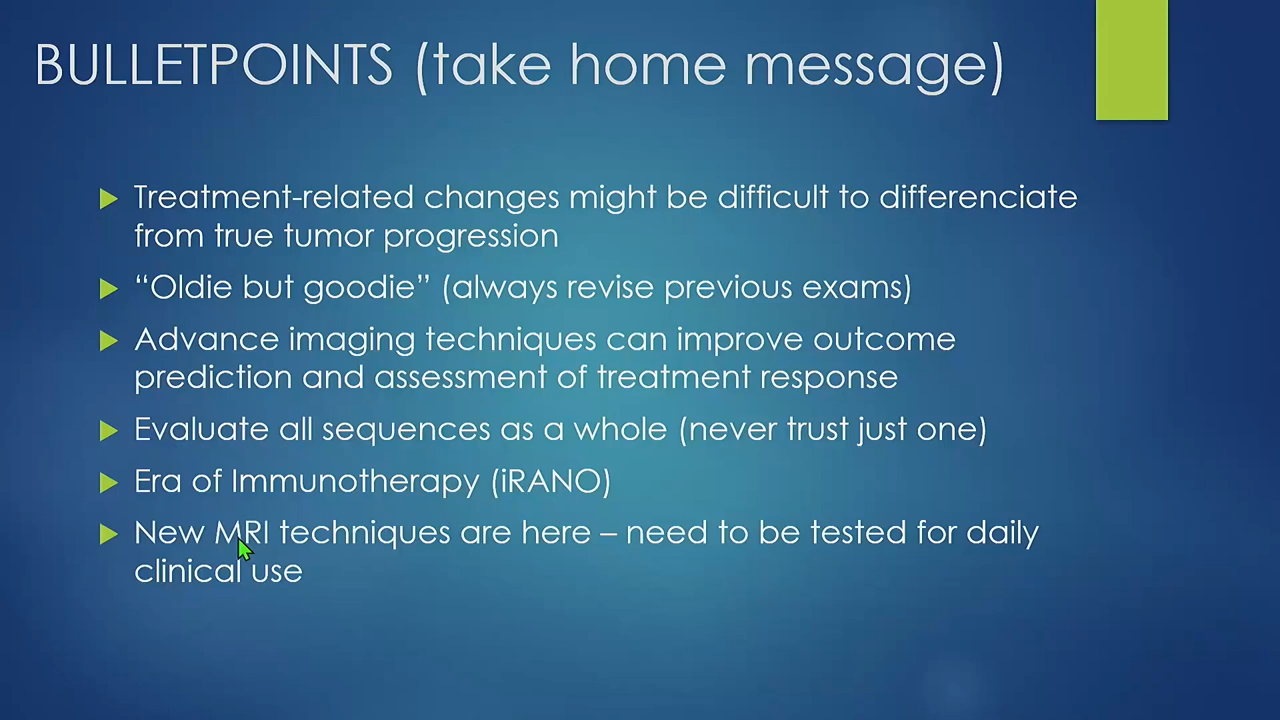 BULLETPOINTS (take home message)
Treatment-related changes might be difficult to differenciate
from true tumor progression
“Oldie but goodie” (always revise previous exams)
Advance imaging techniques can improve outcome
prediction and assessment of treatment response
Evaluate all sequences as a whole (never trust just one)
Era of Immunotherapy (iRANO)
New MRI techniques are here – need to be tested for daily
clinical use